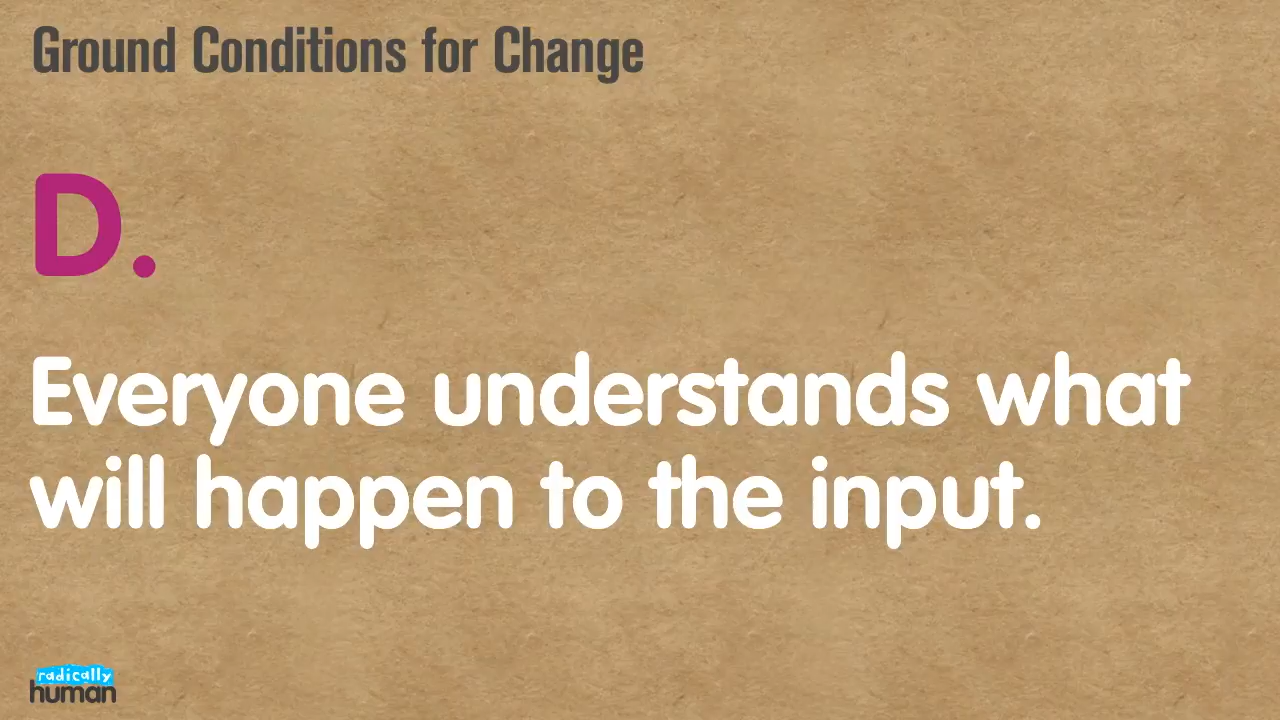 Ground Conditions for Change
D.
Everyone understands what
will happen to the input.
radically
human